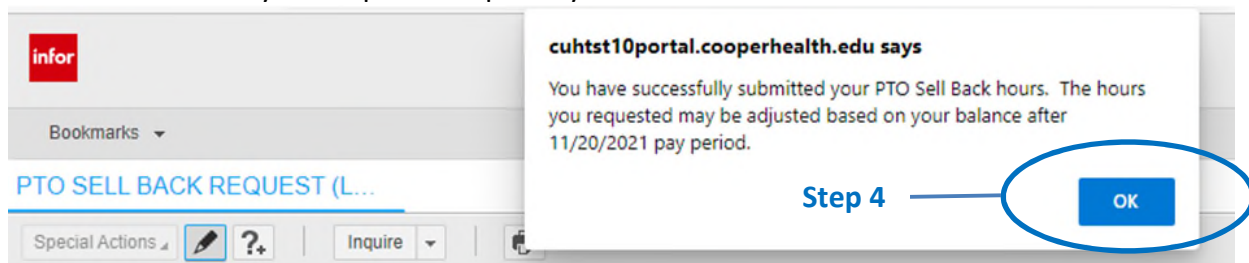 infor
cuhtst10portal.cooperhealth.edu says
You have successfully submitted your PTO Sell Back hours. The hours
you requested may be adjusted based on your balance after
11/20/2021 pay period.
Bookmarks
PTO SELL BACK REQUEST (L...
Step 4
OK
Special Actions
Inquire